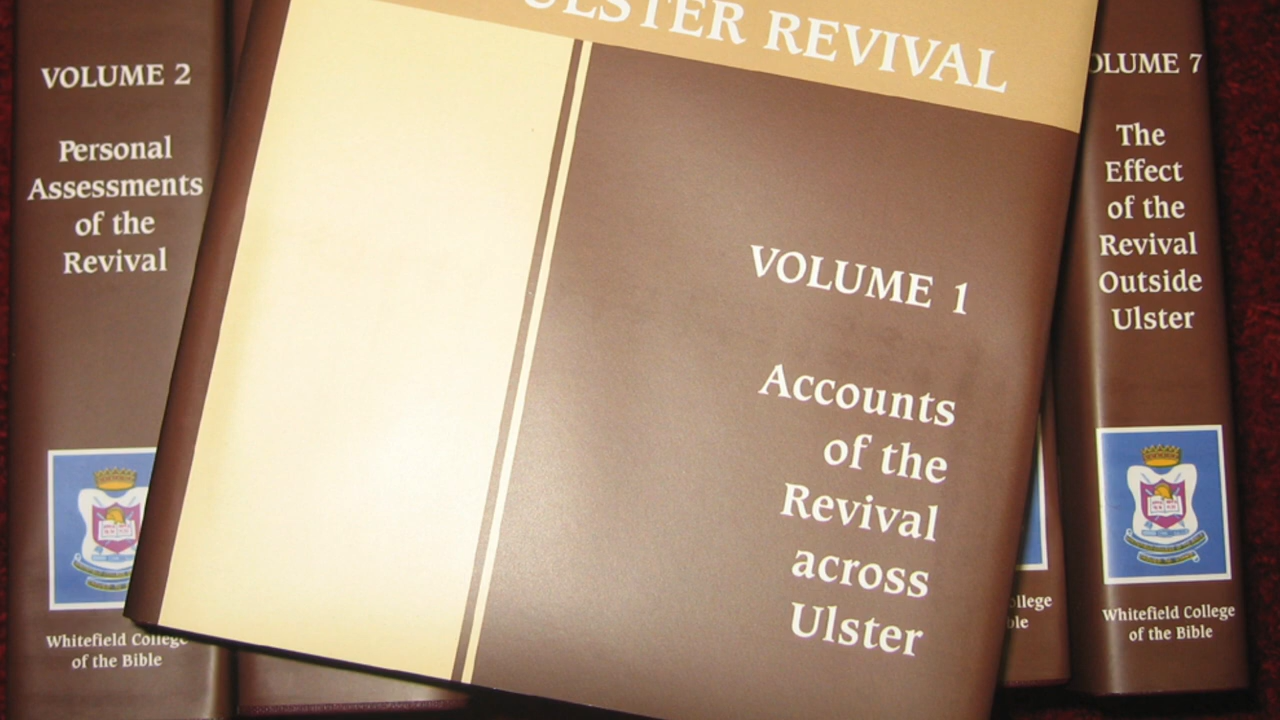 VOLUME 2
Personal
Assessments
of the
Revival
Whitefield College
of the Bible
ULSTER REVIVAL
VOLUME 1
Accounts
of the
Revival
across
Ulster
OLUME 7
The
Effect
of the
Revival
Outside
Ulster
Whitefield College
of the Bible